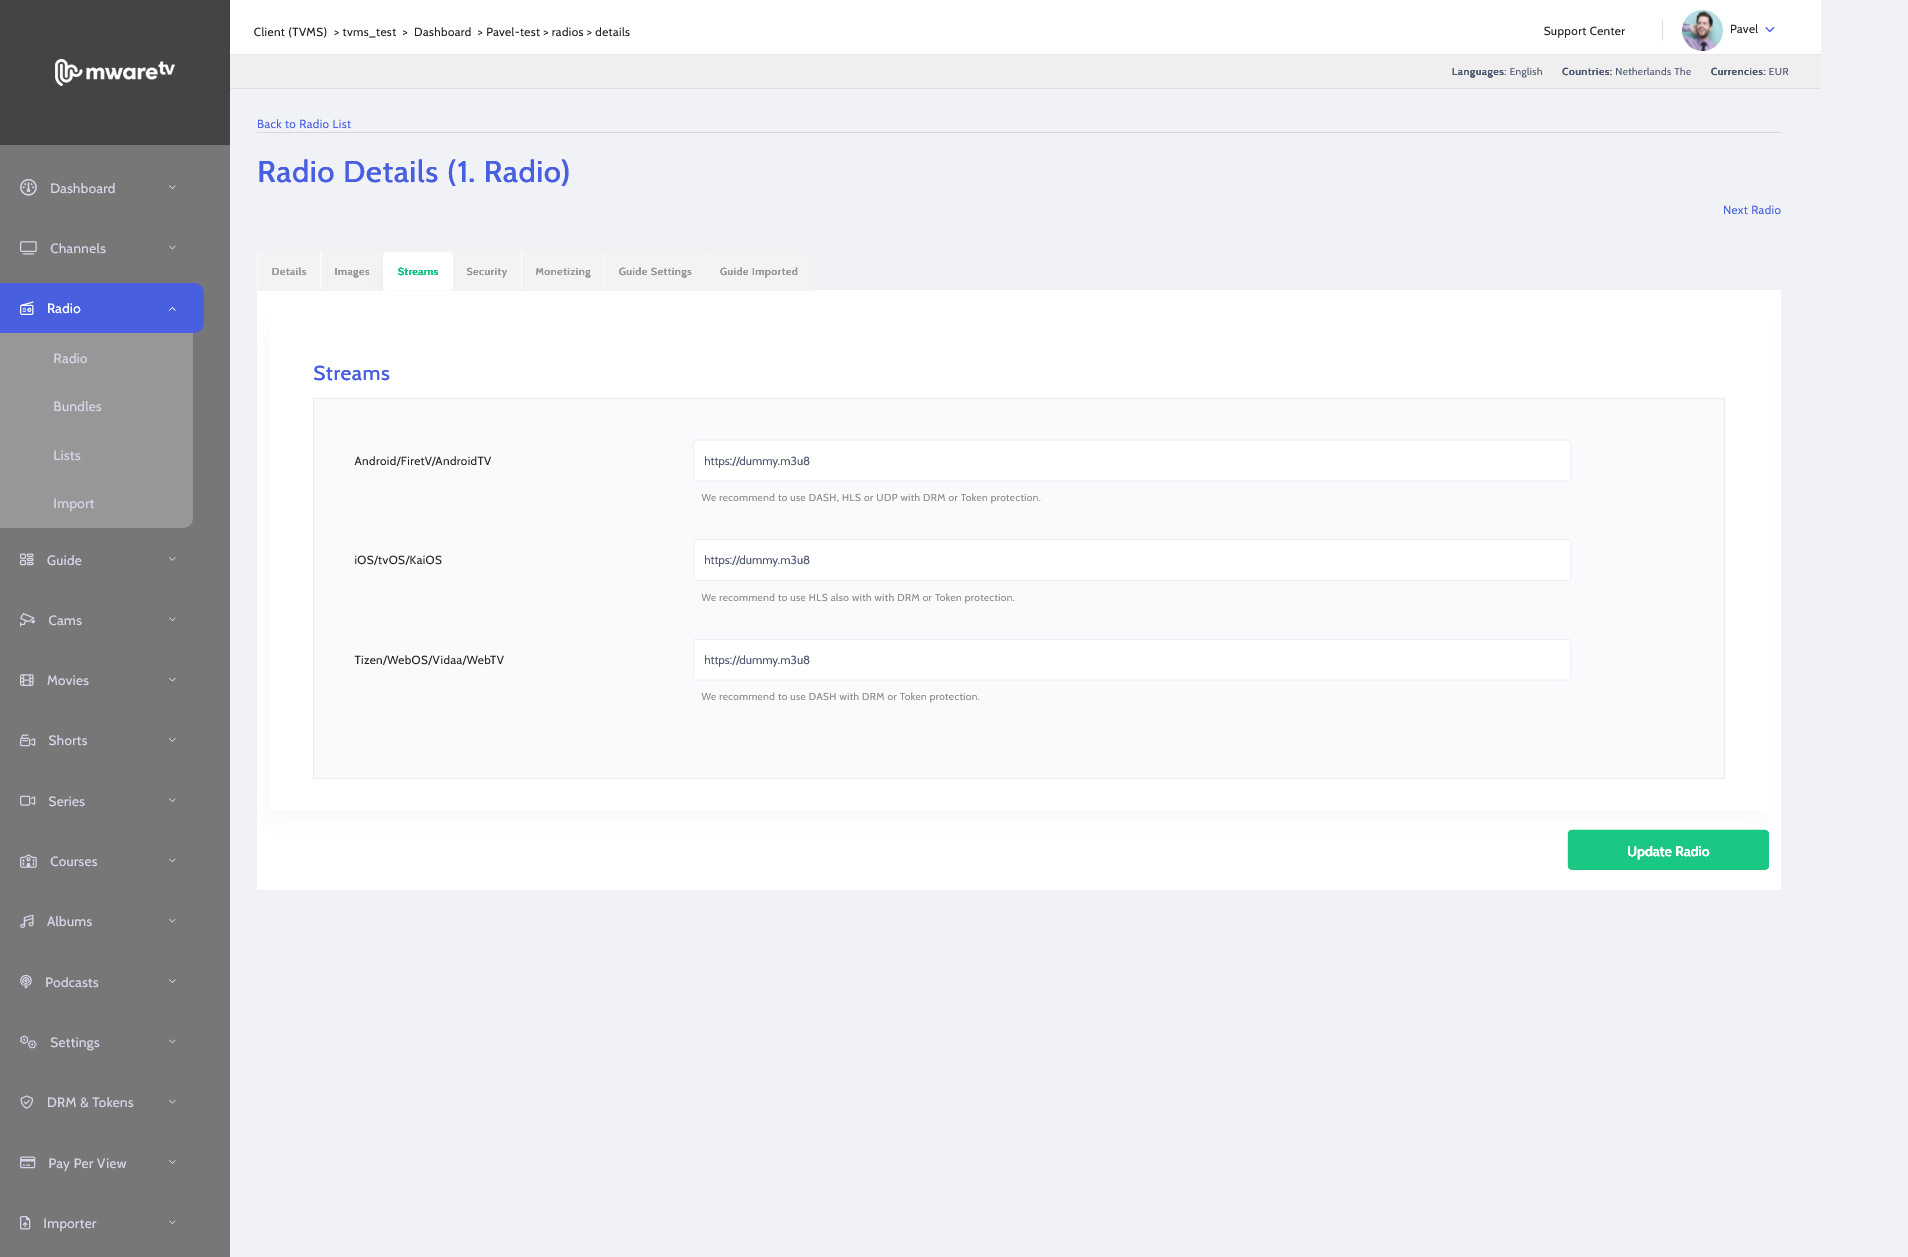 mwaretv
Client (TVMS) > tvms_test > Dashboard > Pavel-test > radios > details
Support Center
Pavel
Languages: English Countries: Netherlands The Currencies: EUR
Back to Radio List
Radio Details (1. Radio)
Next Radio
Dashboard
Channels
Radio
Radio
Bundles
Lists
Import
Guide
Cams
Movies
Shorts
Series
Courses
Albums
Podcasts
Settings
DRM & Tokens
Pay Per View
Importer
Details Images Streams Security Monetizing Guide Settings Guide Imported
Streams
Android/FiretV/AndroidTV
https://dummy.m3u8
We recommend to use DASH, HLS or UDP with DRM or Token protection.
iOS/tvOS/KaiOS
https://dummy.m3u8
We recommend to use HLS also with with DRM or Token protection.
Tizen/WebOS/Vidaa/WebTV
https://dummy.m3u8
We recommend to use DASH with DRM or Token protection.
Update Radio